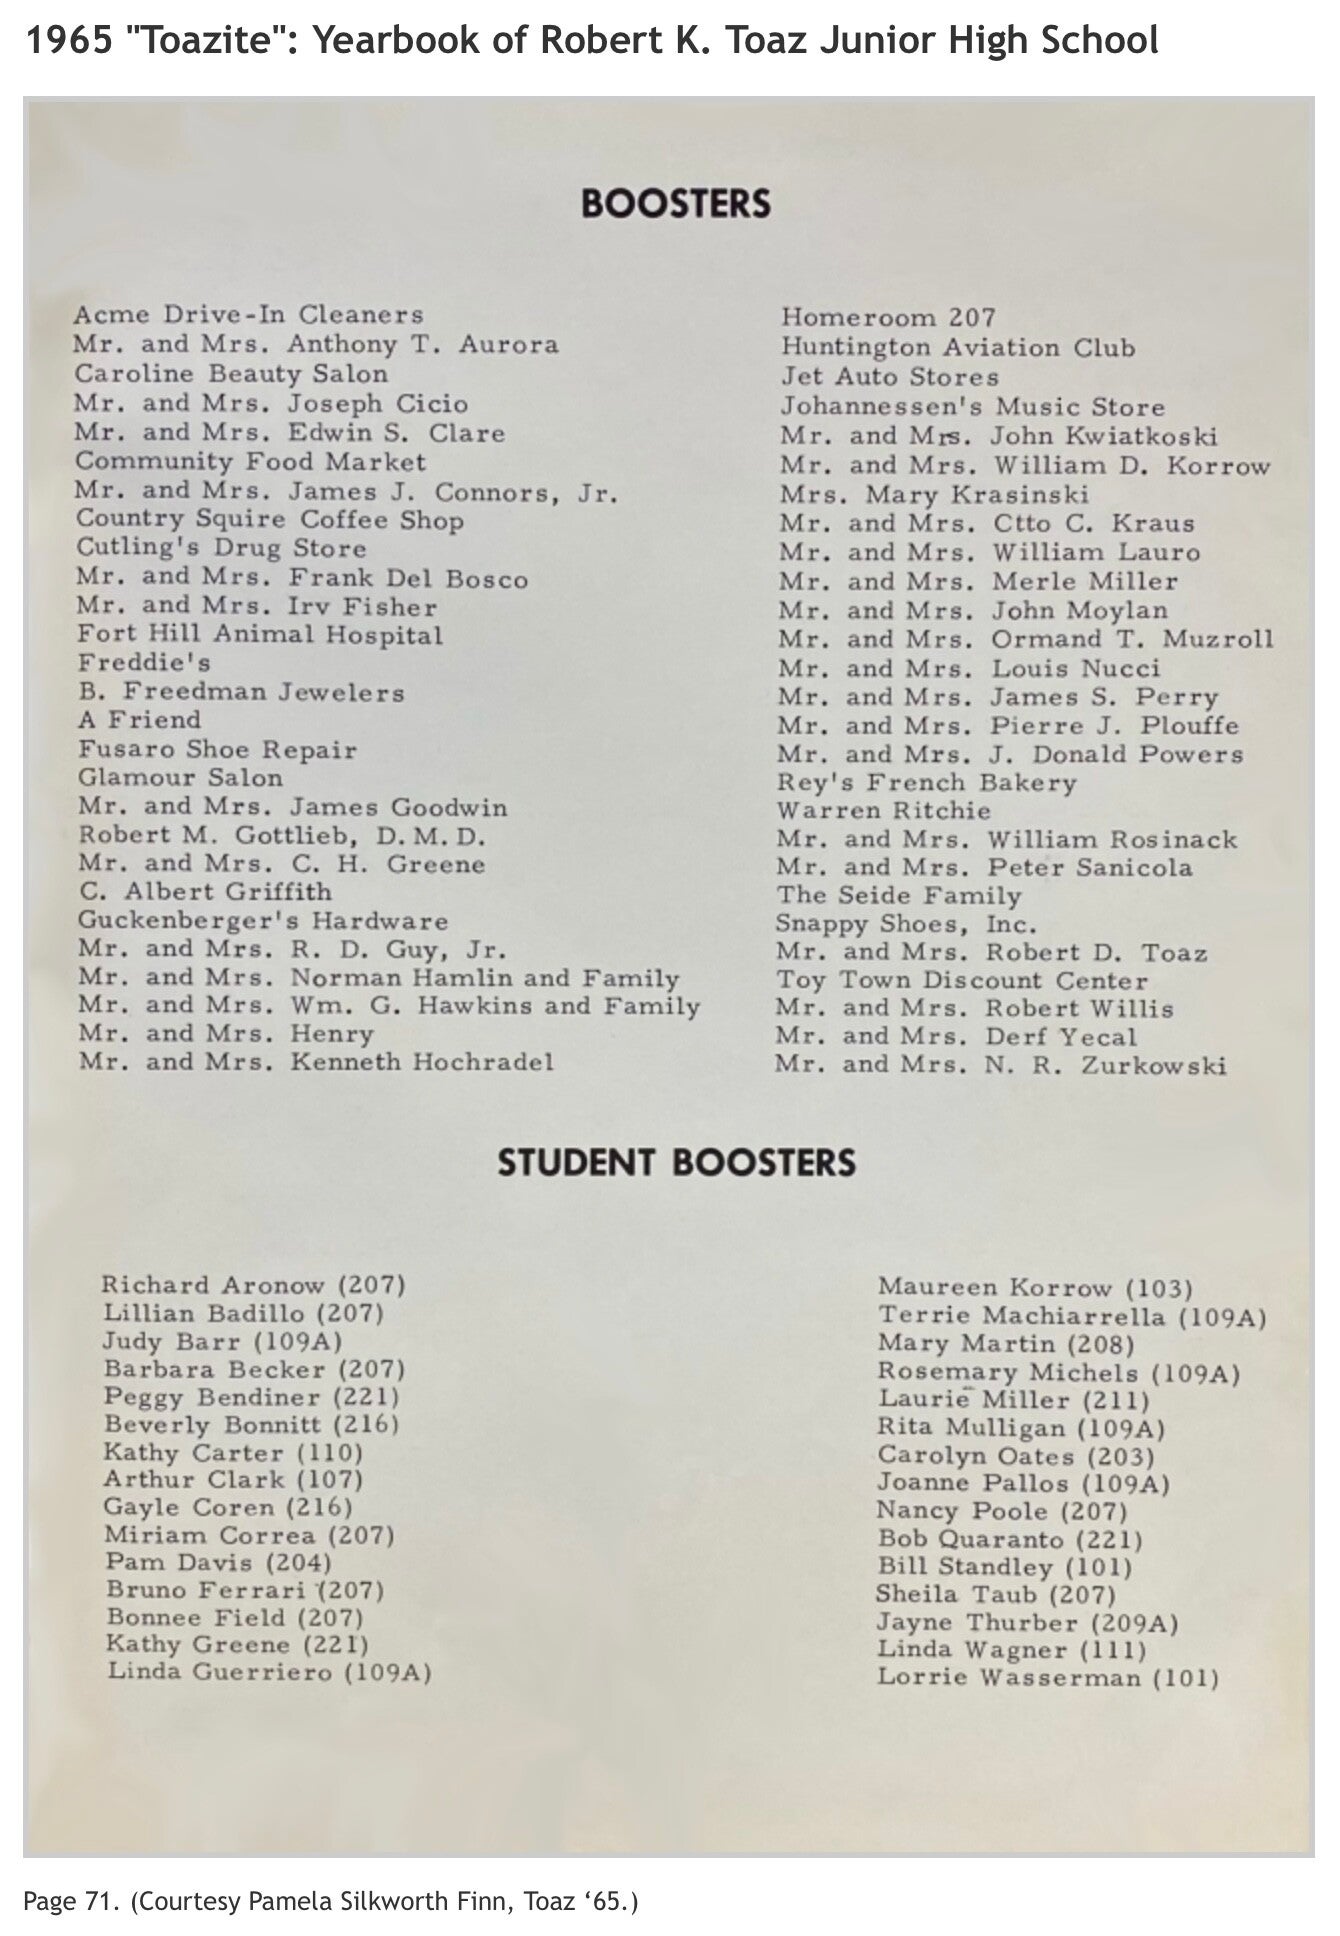 1965 "Toazite": Yearbook of Robert K. Toaz Junior High School
BOOSTERS
Acme Drive-In Cleaners
Mr. and Mrs. Anthony T. Aurora
Caroline Beauty Salon
Mr. and Mrs. Joseph Cicio
Mr. and Mrs. Edwin S. Clare
Community Food Market
Mr. and Mrs. James J. Connors, Jr.
Country Squire Coffee Shop
Cutling's Drug Store
Mr. and Mrs. Frank Del Bosco
Mr. and Mrs. Irv Fisher
Fort Hill Animal Hospital
Freddie's
B. Freedman Jewelers
A Friend
Fusaro Shoe Repair
Glamour Salon
Mr. and Mrs. James Goodwin
Robert M. Gottlieb, D.M.D.
Mr. and Mrs. C. H. Greene
C. Albert Griffith
Guckenberger's Hardware
Mr. and Mrs. R. D. Guy, Jr.
Mr. and Mrs. Norman Hamlin and Family
Mr. and Mrs. Wm. G. Hawkins and Family
Mr. and Mrs. Henry
Mr. and Mrs. Kenneth Hochradel
Homeroom 207
Huntington Aviation Club
Jet Auto Stores
Johannessen's Music Store
Mr. and Mrs. John Kwiatkoski
Mr. and Mrs. William D. Korrow
Mrs. Mary Krasinski
Mr. and Mrs. Ctto C. Kraus
Mr. and Mrs. William Lauro
Mr. and Mrs. Merle Miller
Mr. and Mrs. John Moylan
Mr. and Mrs. Ormand T. Muzroll
Mr. and Mrs. Louis Nucci
Mr. and Mrs. James S. Perry
Mr. and Mrs. Pierre J. Plouffe
Mr. and Mrs. J. Donald Powers
Rey's French Bakery
Warren Ritchie
Mr. and Mrs. William Rosinack
Mr. and Mrs. Peter Sanicola
The Seide Family
Snappy Shoes, Inc.
Mr. and Mrs. Robert D. Toaz
Toy Town Discount Center
Mr. and Mrs. Robert Willis
Mr. and Mrs. Derf Yecal
Mr. and Mrs. N. R. Zurkowski
STUDENT BOOSTERS
Richard Aronow (207)
Lillian Badillo (207)
Judy Barr (109A)
Barbara Becker (207)
Peggy Bendiner (221)
Beverly Bonnitt (216)
Kathy Carter (110)
Arthur Clark (107)
Gayle Coren (216)
Miriam Correa (207)
Pam Davis (204)
Bruno Ferrari (207)
Bonnee Field (207)
Kathy Greene (221)
Linda Guerriero (109A)
Maureen Korrow (103)
Terrie Machiarrella (109A)
Mary Martin (208)
Rosemary Michels (109A)
Laurie Miller (211)
Rita Mulligan (109A)
Carolyn Oates (203)
Joanne Pallos (109A)
Nancy Poole (207)
Bob Quaranto (221)
Bill Standley (101)
Sheila Taub (207)
Jayne Thurber (209A)
Linda Wagner (111)
Lorrie Wasserman (101)
Page 71. (Courtesy Pamela Silkworth Finn, Toaz ‘65.)